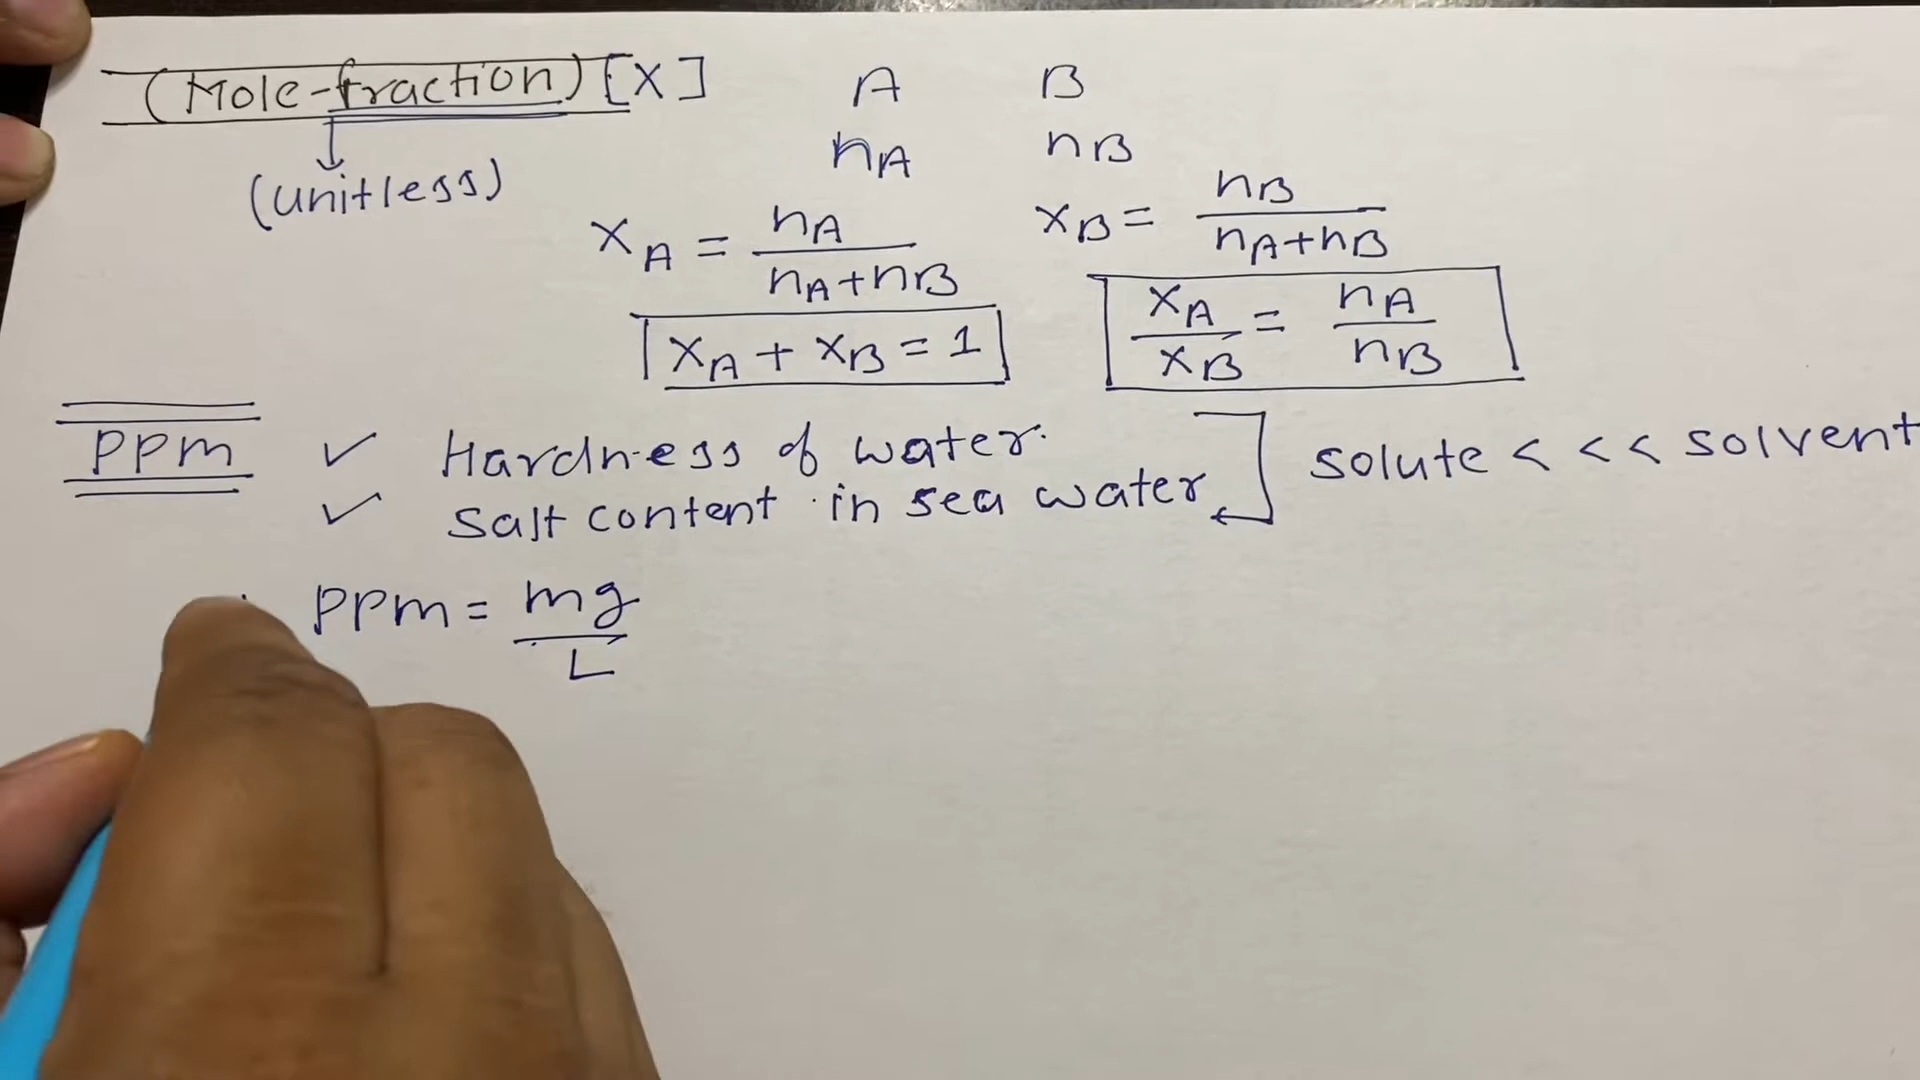 (Mole-fraction) [X] A B
(unitless) nA nB
xA = nA / nA+nB xB = nB / nA+nB
xA + xB = 1 xA / xB = nA / nB
PPm ✓ Hardness of water. solute < << solvent
✓ Salt content in sea water
PPm = mg / L